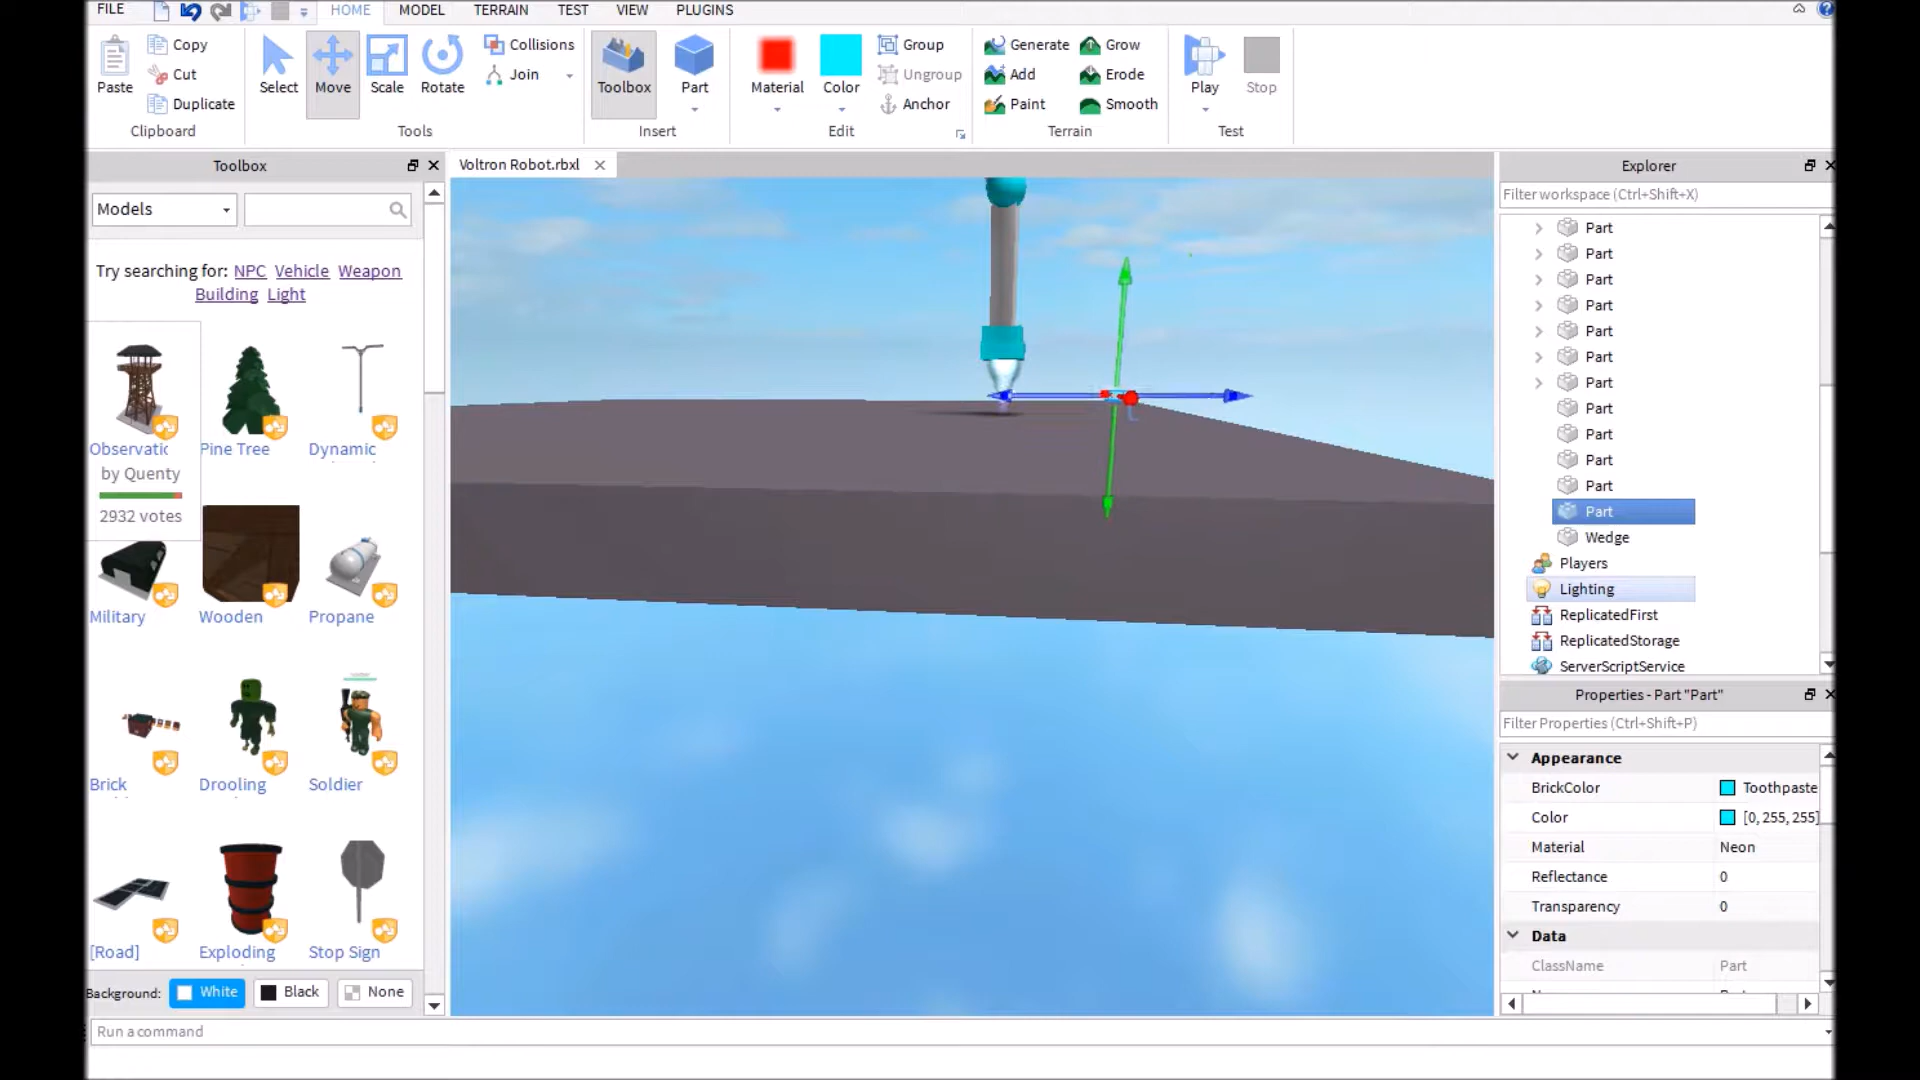 FILE
HOME
MODEL
TERRAIN
TEST
VIEW
PLUGINS
Paste
Copy
Cut
Duplicate
Clipboard
Select
Move
Scale
Rotate
Collisions
Join
Tools
Toolbox
Part
Insert
Material
Color
Group
Ungroup
Anchor
Edit
Generate
Add
Paint
Grow
Erode
Smooth
Terrain
Play
Stop
Test
Toolbox
Models
Try searching for: NPC Vehicle Weapon
Building Light
Observatic
by Quenty
2932 votes
Pine Tree
Dynamic
Military
Wooden
Propane
Brick
Drooling
Soldier
[Road]
Exploding
Stop Sign
Background: White Black None
Run a command
Voltron Robot.rbxl
Explorer
Filter workspace (Ctrl+Shift+X)
Part
Part
Part
Part
Part
Part
Part
Part
Part
Part
Part
Part
Wedge
Players
Lighting
ReplicatedFirst
ReplicatedStorage
ServerScriptService
Properties - Part "Part"
Filter Properties (Ctrl+Shift+P)
Appearance
BrickColor Toothpaste
Color [0, 255, 255]
Material Neon
Reflectance 0
Transparency 0
Data
ClassName Part